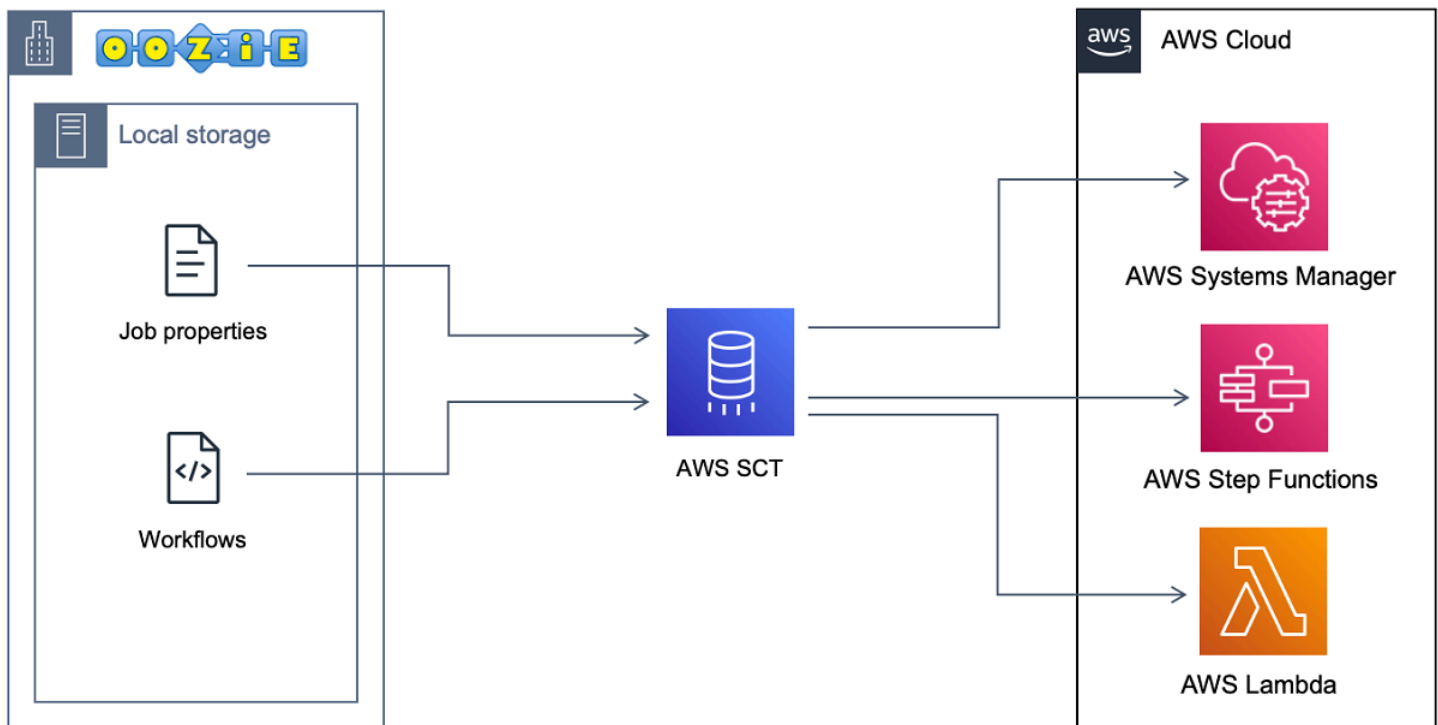 OOZiE
Local storage
Job properties
</>
Workflows
AWS SCT
aws
AWS Cloud
AWS Systems Manager
AWS Step Functions
AWS Lambda